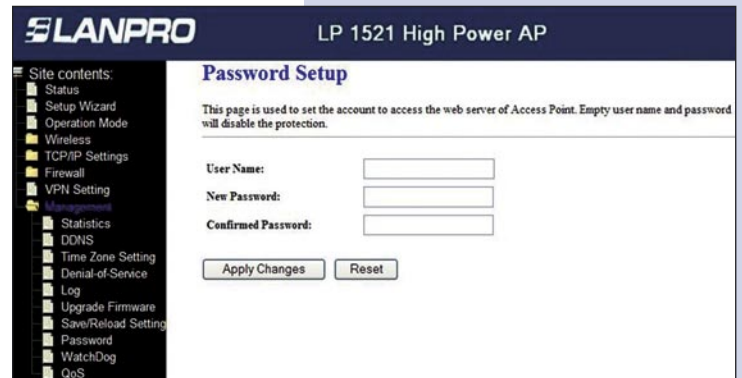 LANPRO
LP 1521 High Power AP
Site contents:
Status
Setup Wizard
Operation Mode
Wireless
TCP/IP Settings
Firewall
VPN Setting
Management
Statistics
DDNS
Time Zone Setting
Denial-of-Service
Log
Upgrade Firmware
Save/Reload Setting
Password
WatchDog
QoS
Password Setup
This page is used to set the account to access the web server of Access Point. Empty user name and password
will disable the protection.
User Name:
New Password:
Confirmed Password:
Apply Changes
Reset